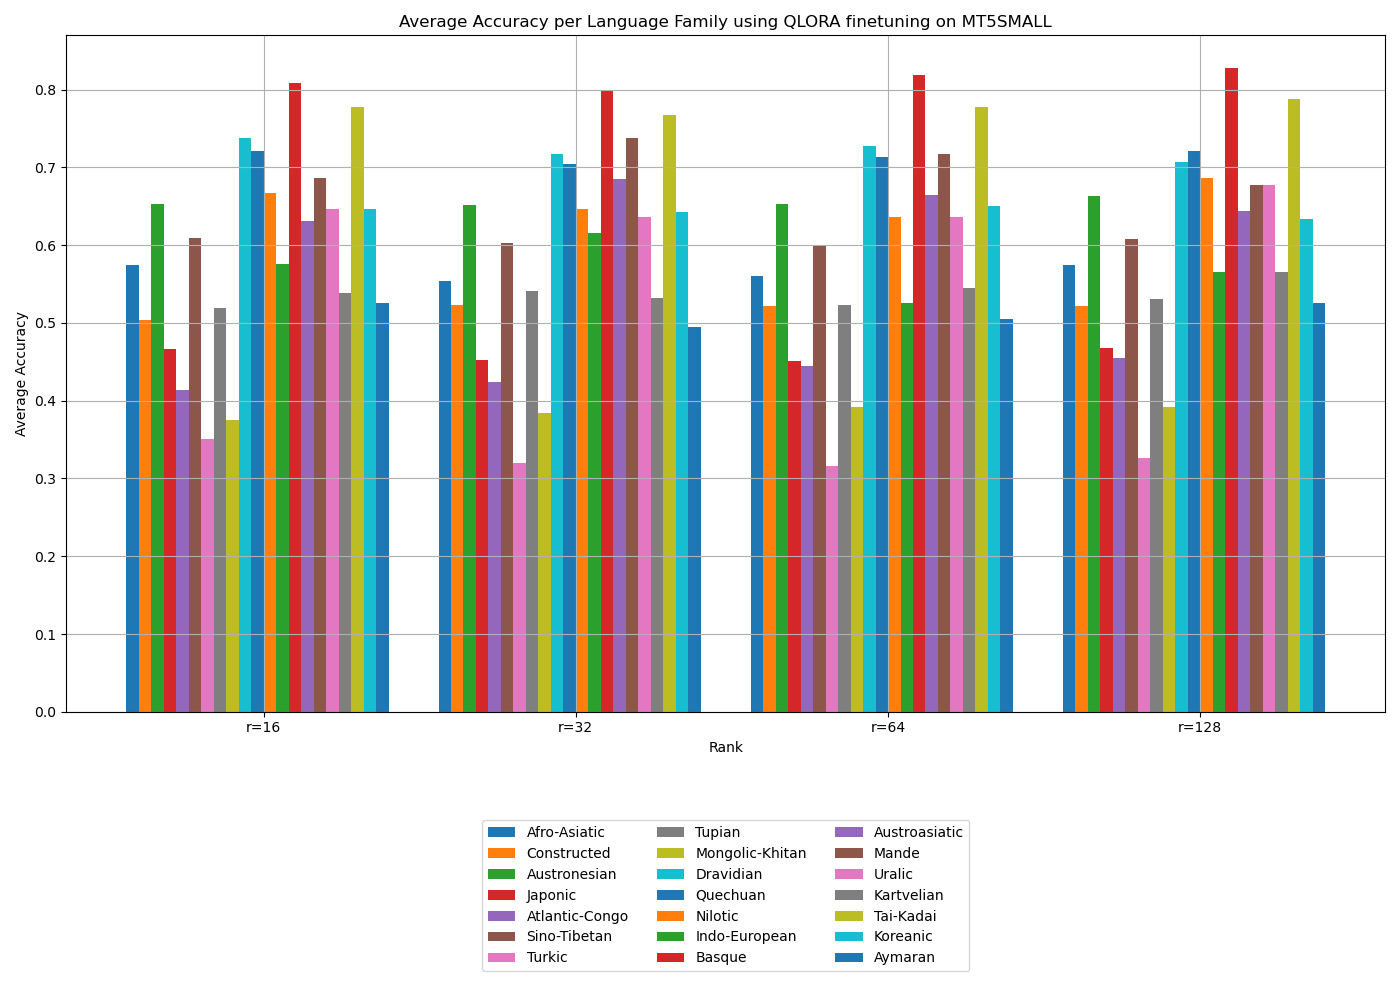 Average Accuracy per Language Family using QLORA finetuning on MT5SMALL
0.8
0.7
0.6
0.5
0.4
0.3
0.2
0.1
0.0
Average Accuracy
r=16
r=32
r=64
r=128
Rank
Afro-Asiatic
Constructed
Austronesian
Japonic
Atlantic-Congo
Sino-Tibetan
Turkic
Tupian
Mongolic-Khitan
Dravidian
Quechuan
Nilotic
Indo-European
Basque
Austroasiatic
Mande
Uralic
Kartvelian
Tai-Kadai
Koreanic
Aymaran